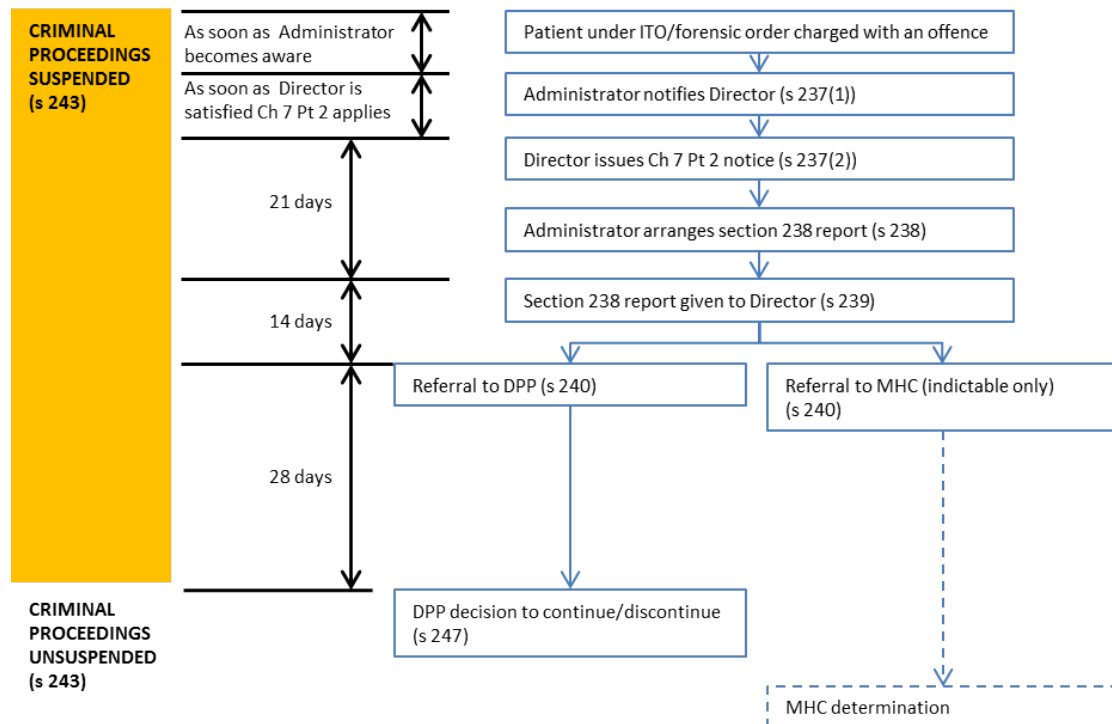 CRIMINAL
PROCEEDINGS
SUSPENDED
(s 243)
As soon as Administrator
becomes aware
As soon as Director is
satisfied Ch 7 Pt 2 applies
21 days
14 days
28 days
CRIMINAL
PROCEEDINGS
UNSUSPENDED
(s 243)
Patient under ITO/forensic order charged with an offence
Administrator notifies Director (s 237(1))
Director issues Ch 7 Pt 2 notice (s 237(2))
Administrator arranges section 238 report (s 238)
Section 238 report given to Director (s 239)
Referral to DPP (s 240)
Referral to MHC (indictable only)
(s 240)
DPP decision to continue/discontinue
(s 247)
MHC determination